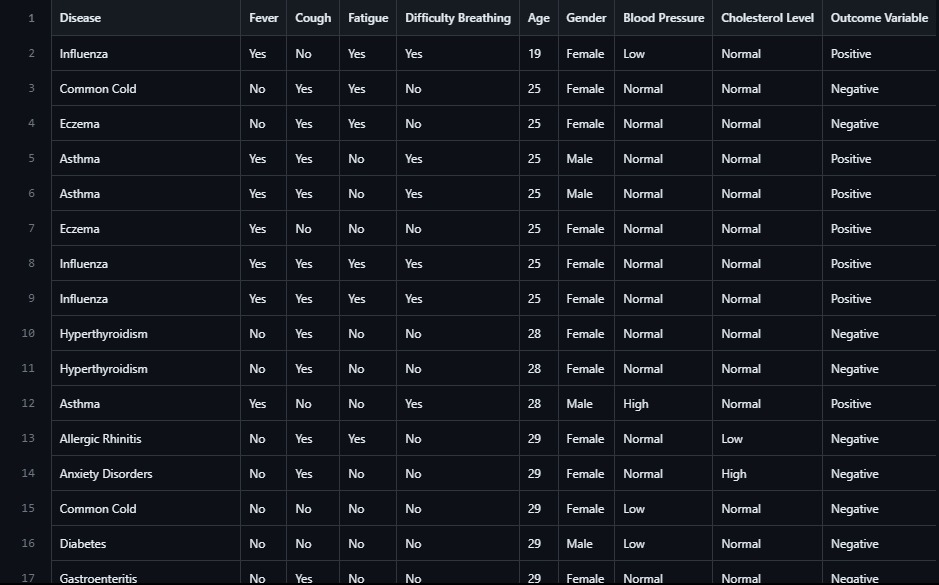 1 Disease Fever Cough Fatigue Difficulty Breathing Age Gender Blood Pressure Cholesterol Level Outcome Variable
2 Influenza Yes No Yes Yes 19 Female Low Normal Positive
3 Common Cold No Yes Yes No 25 Female Normal Normal Negative
4 Eczema No Yes Yes No 25 Female Normal Normal Negative
5 Asthma Yes Yes No Yes 25 Male Normal Normal Positive
6 Asthma Yes Yes No Yes 25 Male Normal Normal Positive
7 Eczema Yes No No No 25 Female Normal Normal Positive
8 Influenza Yes Yes Yes Yes 25 Female Normal Normal Positive
9 Influenza Yes Yes Yes Yes 25 Female Normal Normal Positive
10 Hyperthyroidism No Yes No No 28 Female Normal Normal Negative
11 Hyperthyroidism No Yes No No 28 Female Normal Normal Negative
12 Asthma Yes No No Yes 28 Male High Normal Positive
13 Allergic Rhinitis No Yes Yes No 29 Female Normal Low Negative
14 Anxiety Disorders No Yes No No 29 Female Normal High Negative
15 Common Cold No No No No 29 Female Low Normal Negative
16 Diabetes No No No No 29 Male Low Normal Negative
17 Gastroenteritis No Yes No No 29 Female Normal Normal Negative